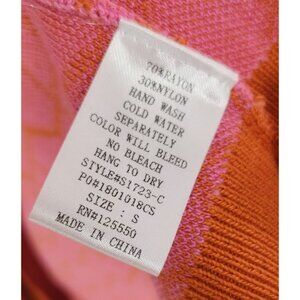 70%RAYON
30%NYLON
HAND WASH
COLD WATER
SEPARATELY
COLOR WILL BLEED
NO BLEACH
HANG TO DRY
STYLE#S1723-C
PO#1801018CS
SIZE : S
RN#125550
MADE IN CHINA